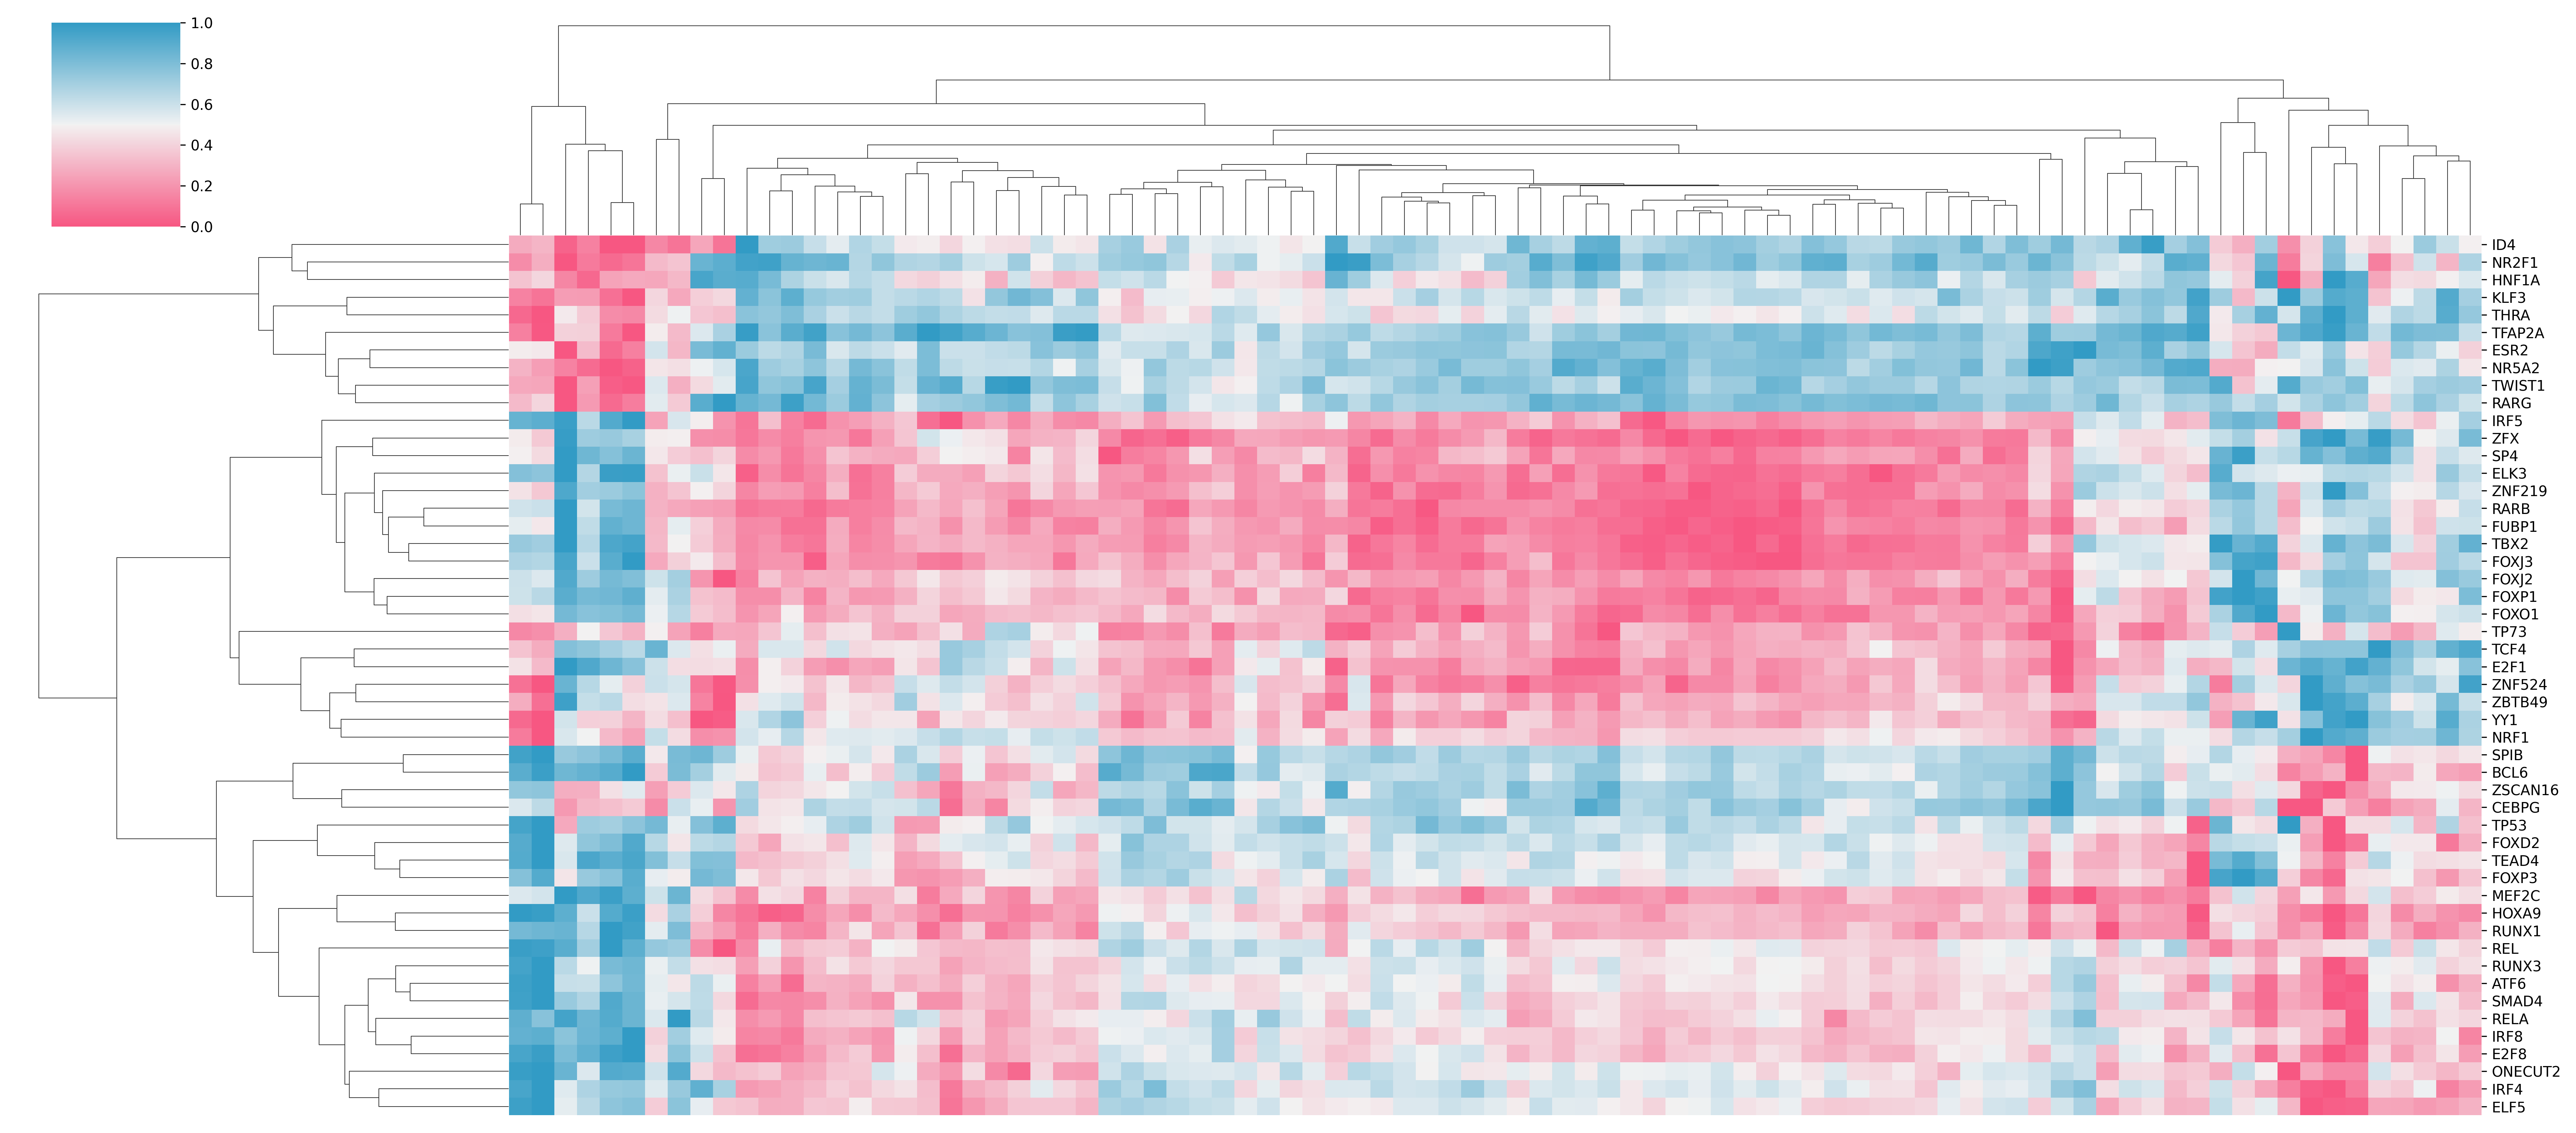 1.0
0.8
0.6
0.4
0.2
0.0
ID4
NR2F1
HNF1A
KLF3
THRA
TFAP2A
ESR2
NR5A2
TWIST1
RARG
IRF5
ZFX
SP4
ELK3
ZNF219
RARB
FUBP1
TBX2
FOXJ3
FOXJ2
FOXP1
FOXO1
TP73
TCF4
E2F1
ZNF524
ZBTB49
YY1
NRF1
SPIB
BCL6
ZSCAN16
CEBPG
TP53
FOXD2
TEAD4
FOXP3
MEF2C
HOXA9
RUNX1
REL
RUNX3
ATF6
SMAD4
RELA
IRF8
E2F8
ONECUT2
IRF4
ELF5